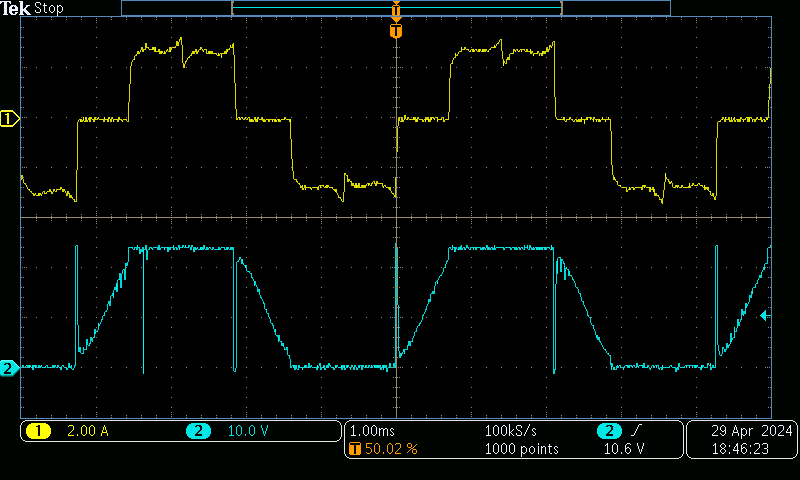 Tek Stop
T
T
1
2
1 2.00 A 2 10.0 V
1.00ms 100kS/s 2
T 50.02 % 1000 points 10.6 V
29 Apr 2024
18:46:23